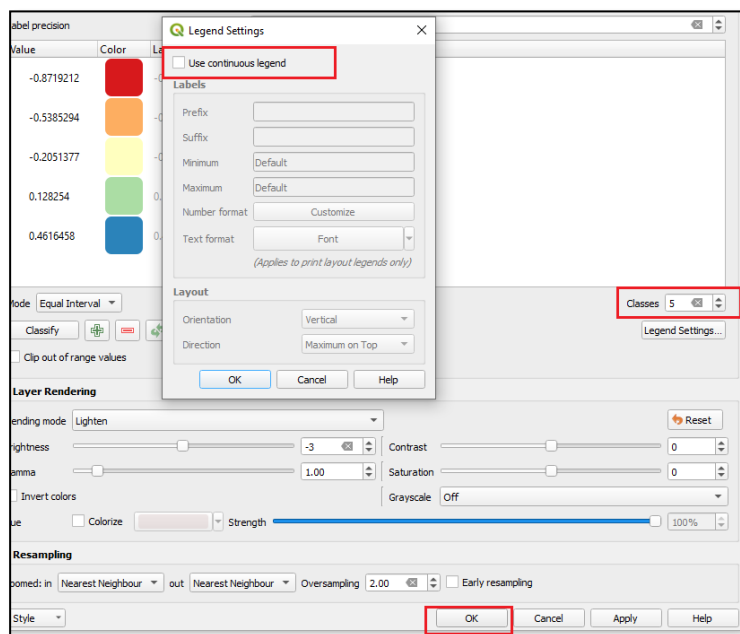 abel precision
Legend Settings
Value Color La
Use continuous legend
Labels
-0.8719212
Prefix
-0.5385294
Suffix
Minimum Default
-0.2051377
Maximum Default
0.128254
Number format Customize
0.4616458
Text format Font
(Applies to print layout legends only)
Layout
Mode Equal Interval Classes 5
Orientation Vertical
Classify Legend Settings...
Direction Maximum on Top
Clip out of range values
OK Cancel Help
Layer Rendering
ending mode Lighten Reset
rightness -3 Contrast 0
amma 1.00 Saturation 0
Invert colors Grayscale Off
ue Colorize Strength 100%
Resampling
oomed: in Nearest Neighbour out Nearest Neighbour Oversampling 2.00 Early resampling
Style OK Cancel Apply Help